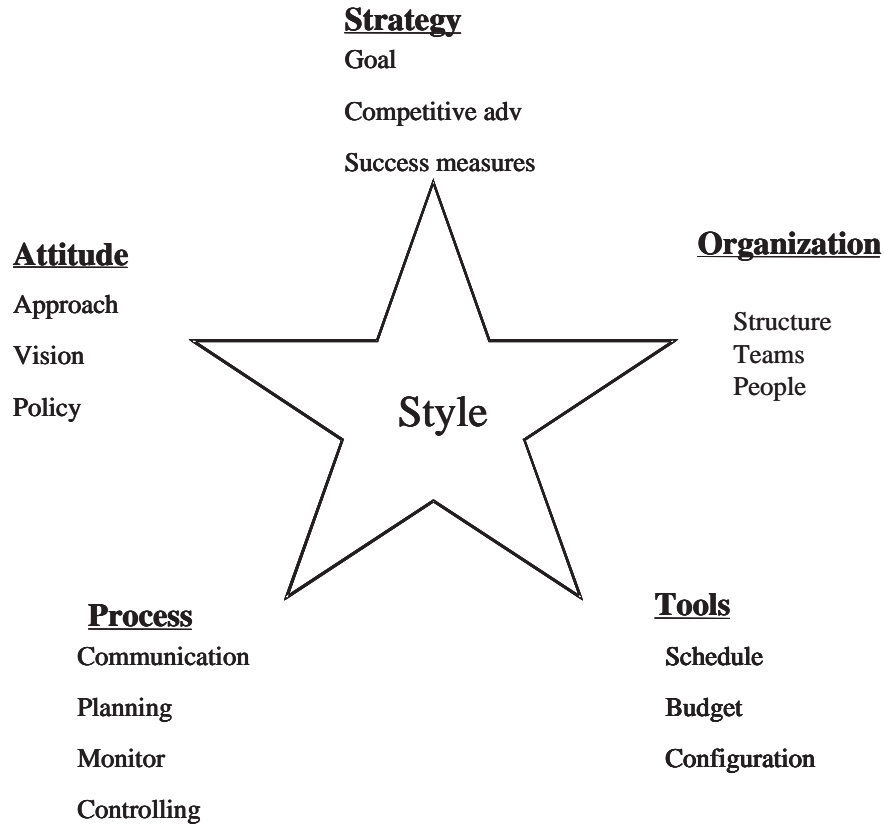 Strategy
Goal
Competitive adv
Success measures
Attitude
Approach
Vision
Policy
Organization
Structure
Teams
People
Style
Process
Communication
Planning
Monitor
Controlling
Tools
Schedule
Budget
Configuration